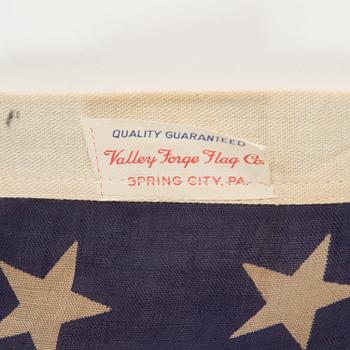 QUALITY GUARANTEED
Valley Forge Flag Co.
SPRING CITY, PA.